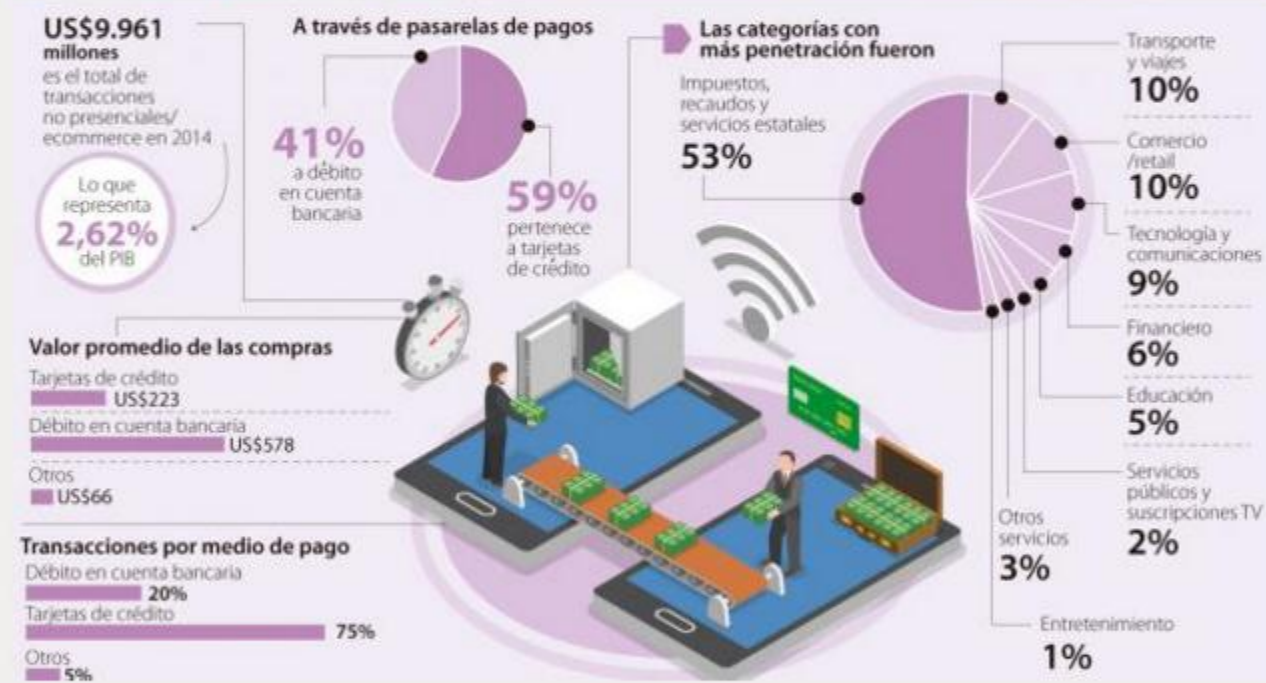 US$9.961
millones
es el total de
transacciones
no presenciales/
ecommerce en 2014
Lo que
representa
2,62%
del PIB
A través de pasarelas de pagos
41%
a débito
en cuenta
bancaria
59%
pertenece
a tarjetas
de crédito
Las categorías con
más penetración fueron
Impuestos,
recaudos y
servicios estatales
53%
Transporte
y viajes
10%
Comercio
/retail
10%
Tecnología y
comunicaciones
9%
Financiero
6%
Educación
5%
Servicios
públicos y
suscripciones TV
2%
Otros
servicios
3%
Entretenimiento
1%
Valor promedio de las compras
Tarjetas de crédito
US$223
Débito en cuenta bancaria
US$578
Otros
US$66
Transacciones por medio de pago
Débito en cuenta bancaria
20%
Tarjetas de crédito
75%
Otros
5%